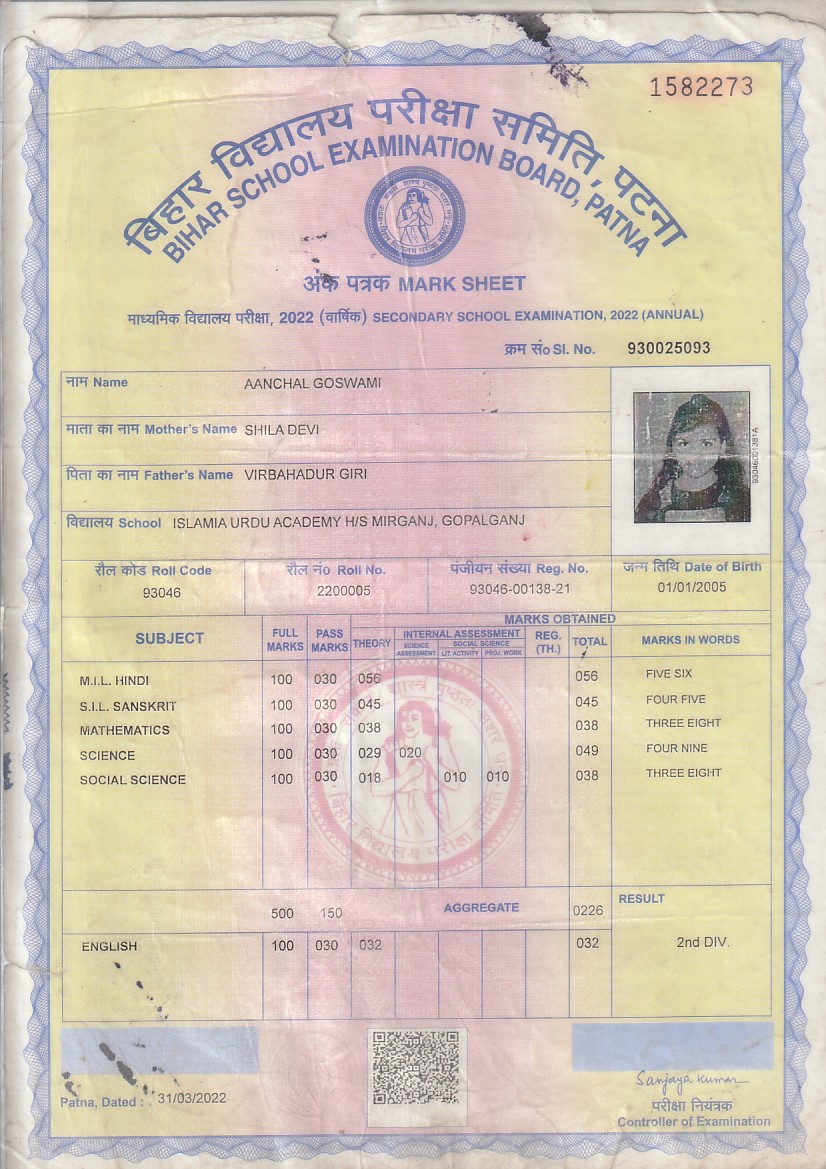 1582273
बिहार विद्यालय परीक्षा समिति, पटना
BIHAR SCHOOL EXAMINATION BOARD, PATNA
अंक पत्रक MARK SHEET
माध्यमिक विद्यालय परीक्षा, 2022 (वार्षिक) SECONDARY SCHOOL EXAMINATION, 2022 (ANNUAL)
क्रम सं० Sl. No. 930025093
नाम Name AANCHAL GOSWAMI
माता का नाम Mother's Name SHILA DEVI
पिता का नाम Father's Name VIRBAHADUR GIRI
विद्यालय School ISLAMIA URDU ACADEMY H/S MIRGANJ, GOPALGANJ
93046001381A
रौल कोड Roll Code रौल नं० Roll No. पंजीयन संख्या Reg. No. जन्म तिथि Date of Birth
93046 2200005 93046-00138-21 01/01/2005
MARKS OBTAINED
SUBJECT FULL MARKS PASS MARKS THEORY INTERNAL ASSESSMENT REG. (TH.) TOTAL MARKS IN WORDS
SCIENCE ASSESSMENT SOCIAL SCIENCE LIT. ACTIVITY PROJ. WORK
M.I.L. HINDI 100 030 056 056 FIVE SIX
S.I.L. SANSKRIT 100 030 045 045 FOUR FIVE
MATHEMATICS 100 030 038 038 THREE EIGHT
SCIENCE 100 030 029 020 049 FOUR NINE
SOCIAL SCIENCE 100 030 018 010 010 038 THREE EIGHT
बिहार विद्यालय परीक्षा समिति
500 150 AGGREGATE 0226 RESULT
ENGLISH 100 030 032 032 2nd DIV.
Patna, Dated : 31/03/2022
Sanjaya Kumar
परीक्षा नियंत्रक
Controller of Examination